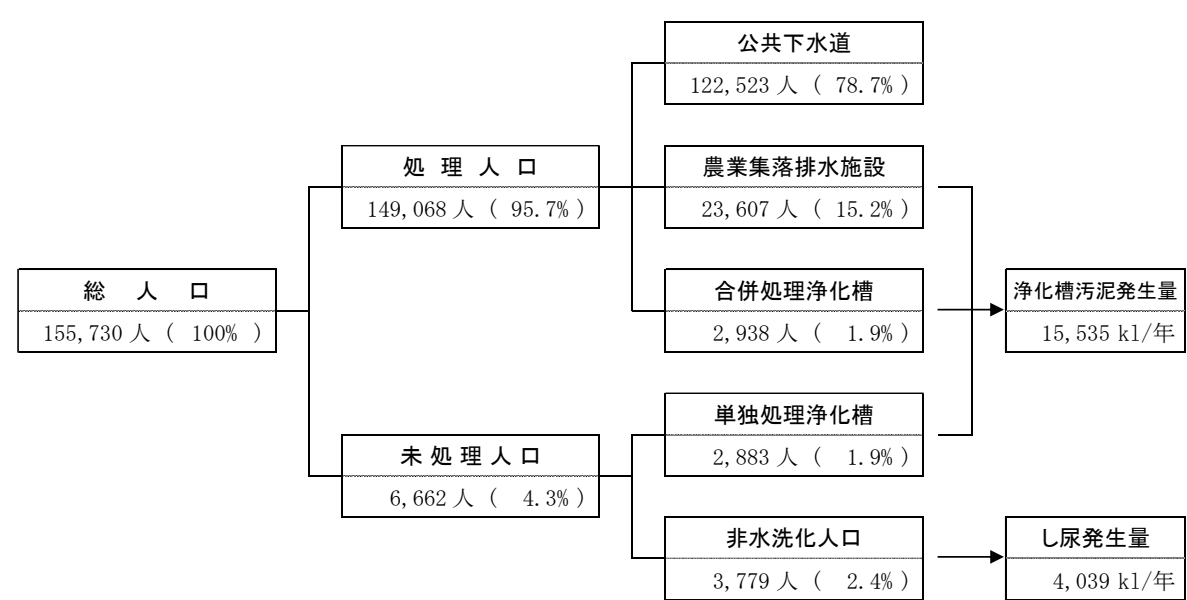 公共下水道
122,523 人 ( 78.7% )
処理人口
149,068 人 ( 95.7% )
農業集落排水施設
23,607 人 ( 15.2% )
総人口
155,730 人 ( 100% )
合併処理浄化槽
2,938 人 ( 1.9% )
浄化槽汚泥発生量
15,535 kl/年
単独処理浄化槽
2,883 人 ( 1.9% )
未処理人口
6,662 人 ( 4.3% )
非水洗化人口
3,779 人 ( 2.4% )
し尿発生量
4,039 kl/年